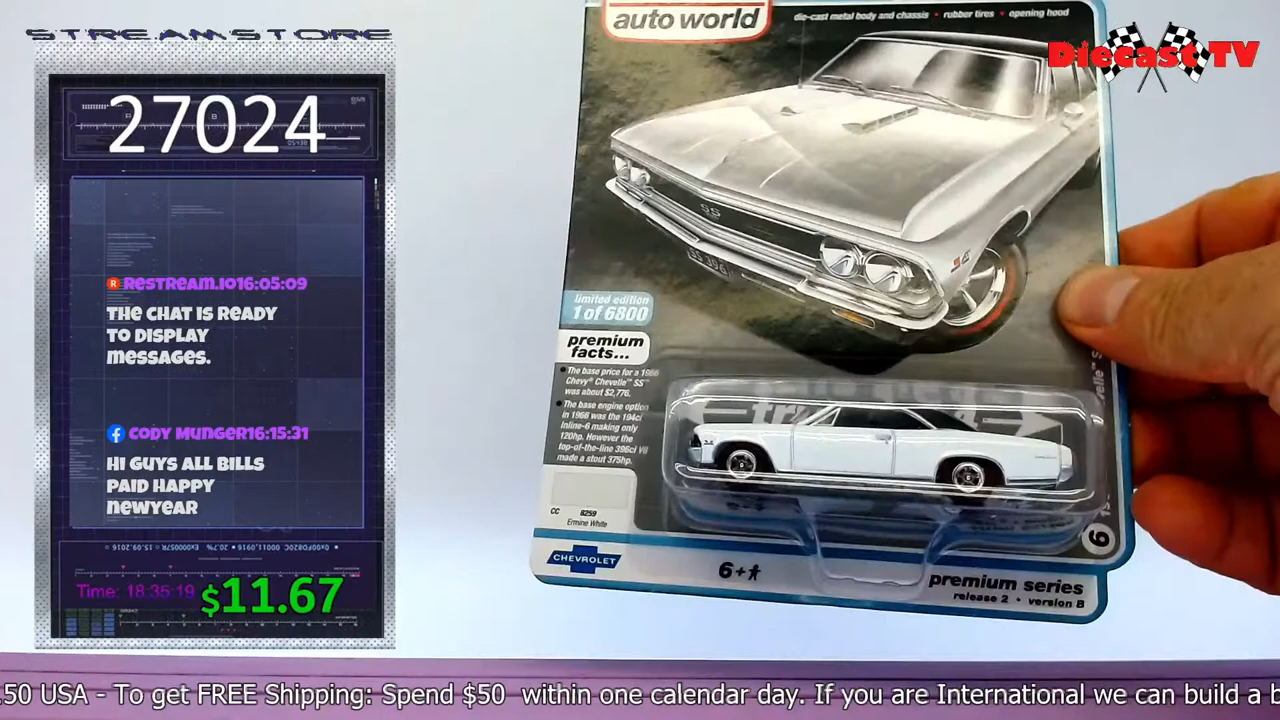 STREAMSTORE
27024
Restream.io16:05:09
THE CHAT IS READY
TO DISPLAY
MESSAGES.
Cody Munger16:15:31
HI GUYS ALL BILLS
PAID HAPPY
NEWYEAR
Time: 18:35:19
$11.67
auto world
die-cast metal body and chassis • rubber tires • opening hood
Diecast TV
SS
limited edition
1 of 6800
premium
facts...
• The base price for a 1966
Chevy® Chevelle™ SS™
was about $2,776.
• The base engine option
in 1966 was the 194ci
Inline-6 making only
120hp. However the
top-of-the-line 396ci V8
made a stout 375hp.
CC 8259
Ermine White
CHEVROLET
6+
6
premium series
release 2 • version B
.50 USA - To get FREE Shipping: Spend $50 within one calendar day. If you are International we can build a b